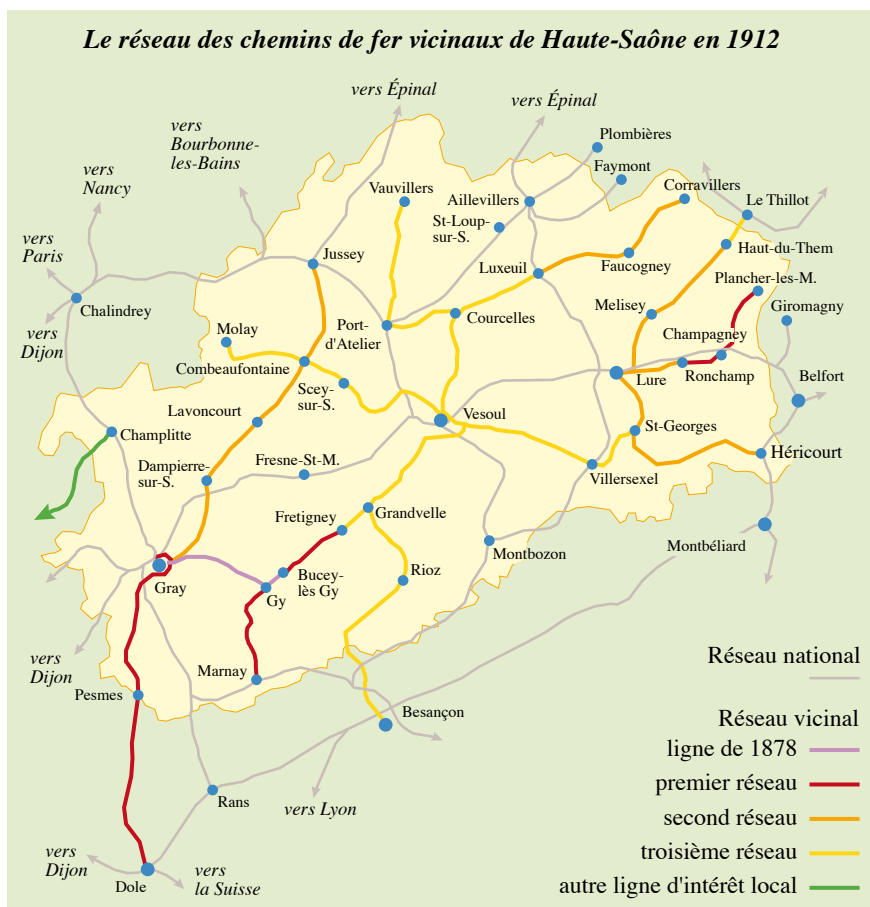 Le réseau des chemins de fer vicinaux de Haute-Saône en 1912
vers Épinal
vers Épinal
vers
Bourbonne-
les-Bains
Plombières
Faymont
vers
Nancy
Vauvillers
Aillevillers
Corravillers
Le Thillot
St-Loup-
sur-S.
vers
Paris
Jussey
Luxeuil
Faucogney
Haut-du-Them
Plancher-les-M.
Chalindrey
vers
Dijon
Molay
Port-
d'Atelier
Courcelles
Melisey
Giromagny
Champagney
Combeaufontaine
Scey-
sur-S.
Lure
Ronchamp
Belfort
Lavoncourt
Vesoul
St-Georges
Champlitte
Dampierre-
sur-S.
Fresne-St-M.
Villersexel
Héricourt
Fretigney
Grandvelle
Montbozon
Montbéliard
Gray
Gy
Bucey-
lès Gy
Rioz
vers
Dijon
Marnay
Pesmes
Besançon
Réseau national
Réseau vicinal
ligne de 1878
premier réseau
second réseau
troisième réseau
autre ligne d'intérêt local
Rans
vers Lyon
vers
Dijon
Dole
vers
la Suisse